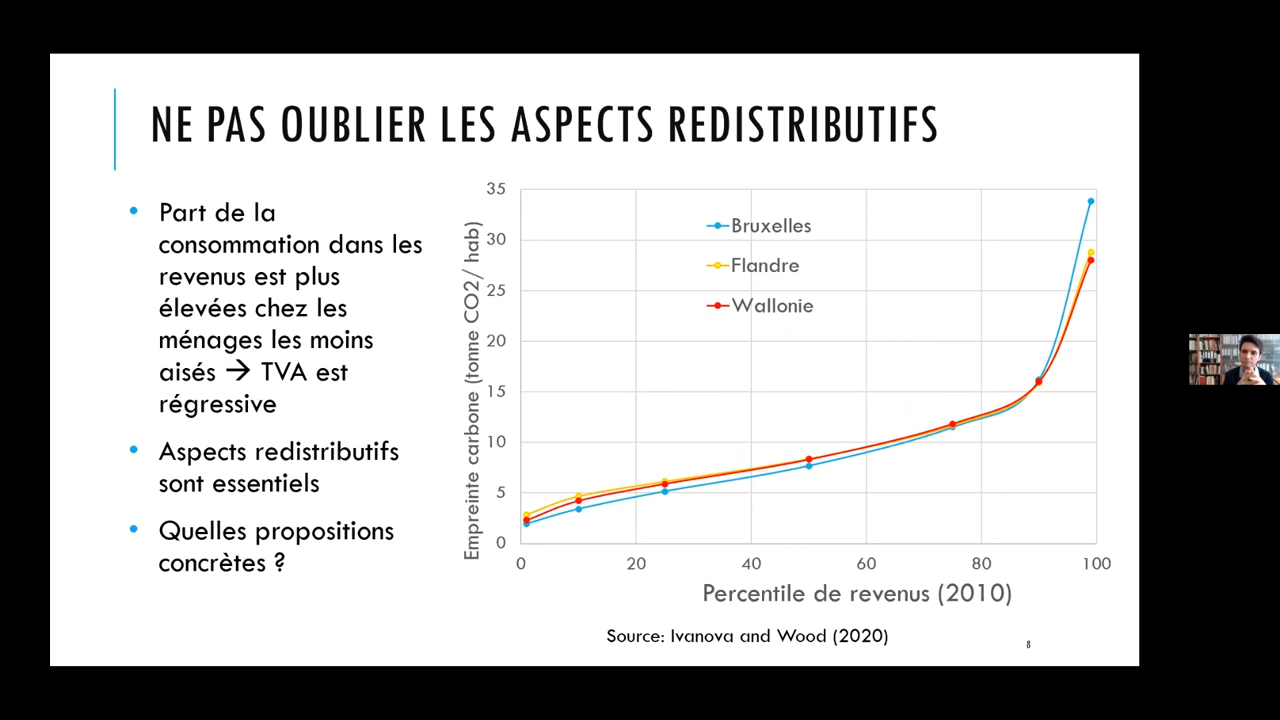 NE PAS OUBLIER LES ASPECTS REDISTRIBUTIFS
• Part de la
consommation dans les
revenus est plus
élevées chez les
ménages les moins
aisés → TVA est
régressive
• Aspects redistributifs
sont essentiels
• Quelles propositions
concrètes ?
Empreinte carbone (tonne CO2/ hab)
35
30
25
20
15
10
5
0
Bruxelles
Flandre
Wallonie
0 20 40 60 80 100
Percentile de revenus (2010)
Source: Ivanova and Wood (2020)
8